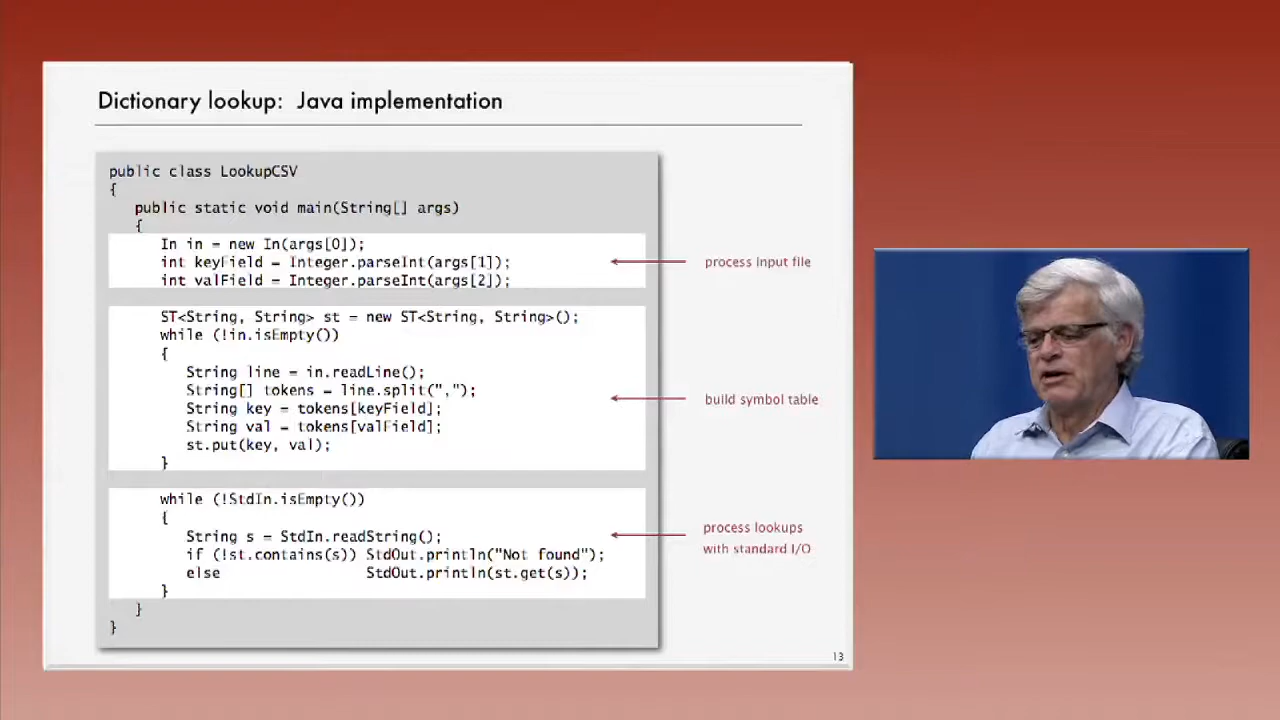 Dictionary lookup: Java implementation
public class LookupCSV
{
public static void main(String[] args)
{
In in = new In(args[0]);
int keyField = Integer.parseInt(args[1]);
int valField = Integer.parseInt(args[2]);
process input file
ST<String, String> st = new ST<String, String>();
while (!in.isEmpty())
{
String line = in.readLine();
String[] tokens = line.split(",");
String key = tokens[keyField];
String val = tokens[valField];
st.put(key, val);
}
build symbol table
while (!StdIn.isEmpty())
{
String s = StdIn.readString();
if (!st.contains(s)) StdOut.println("Not found");
else StdOut.println(st.get(s));
}
process lookups
with standard I/O
}
}
13